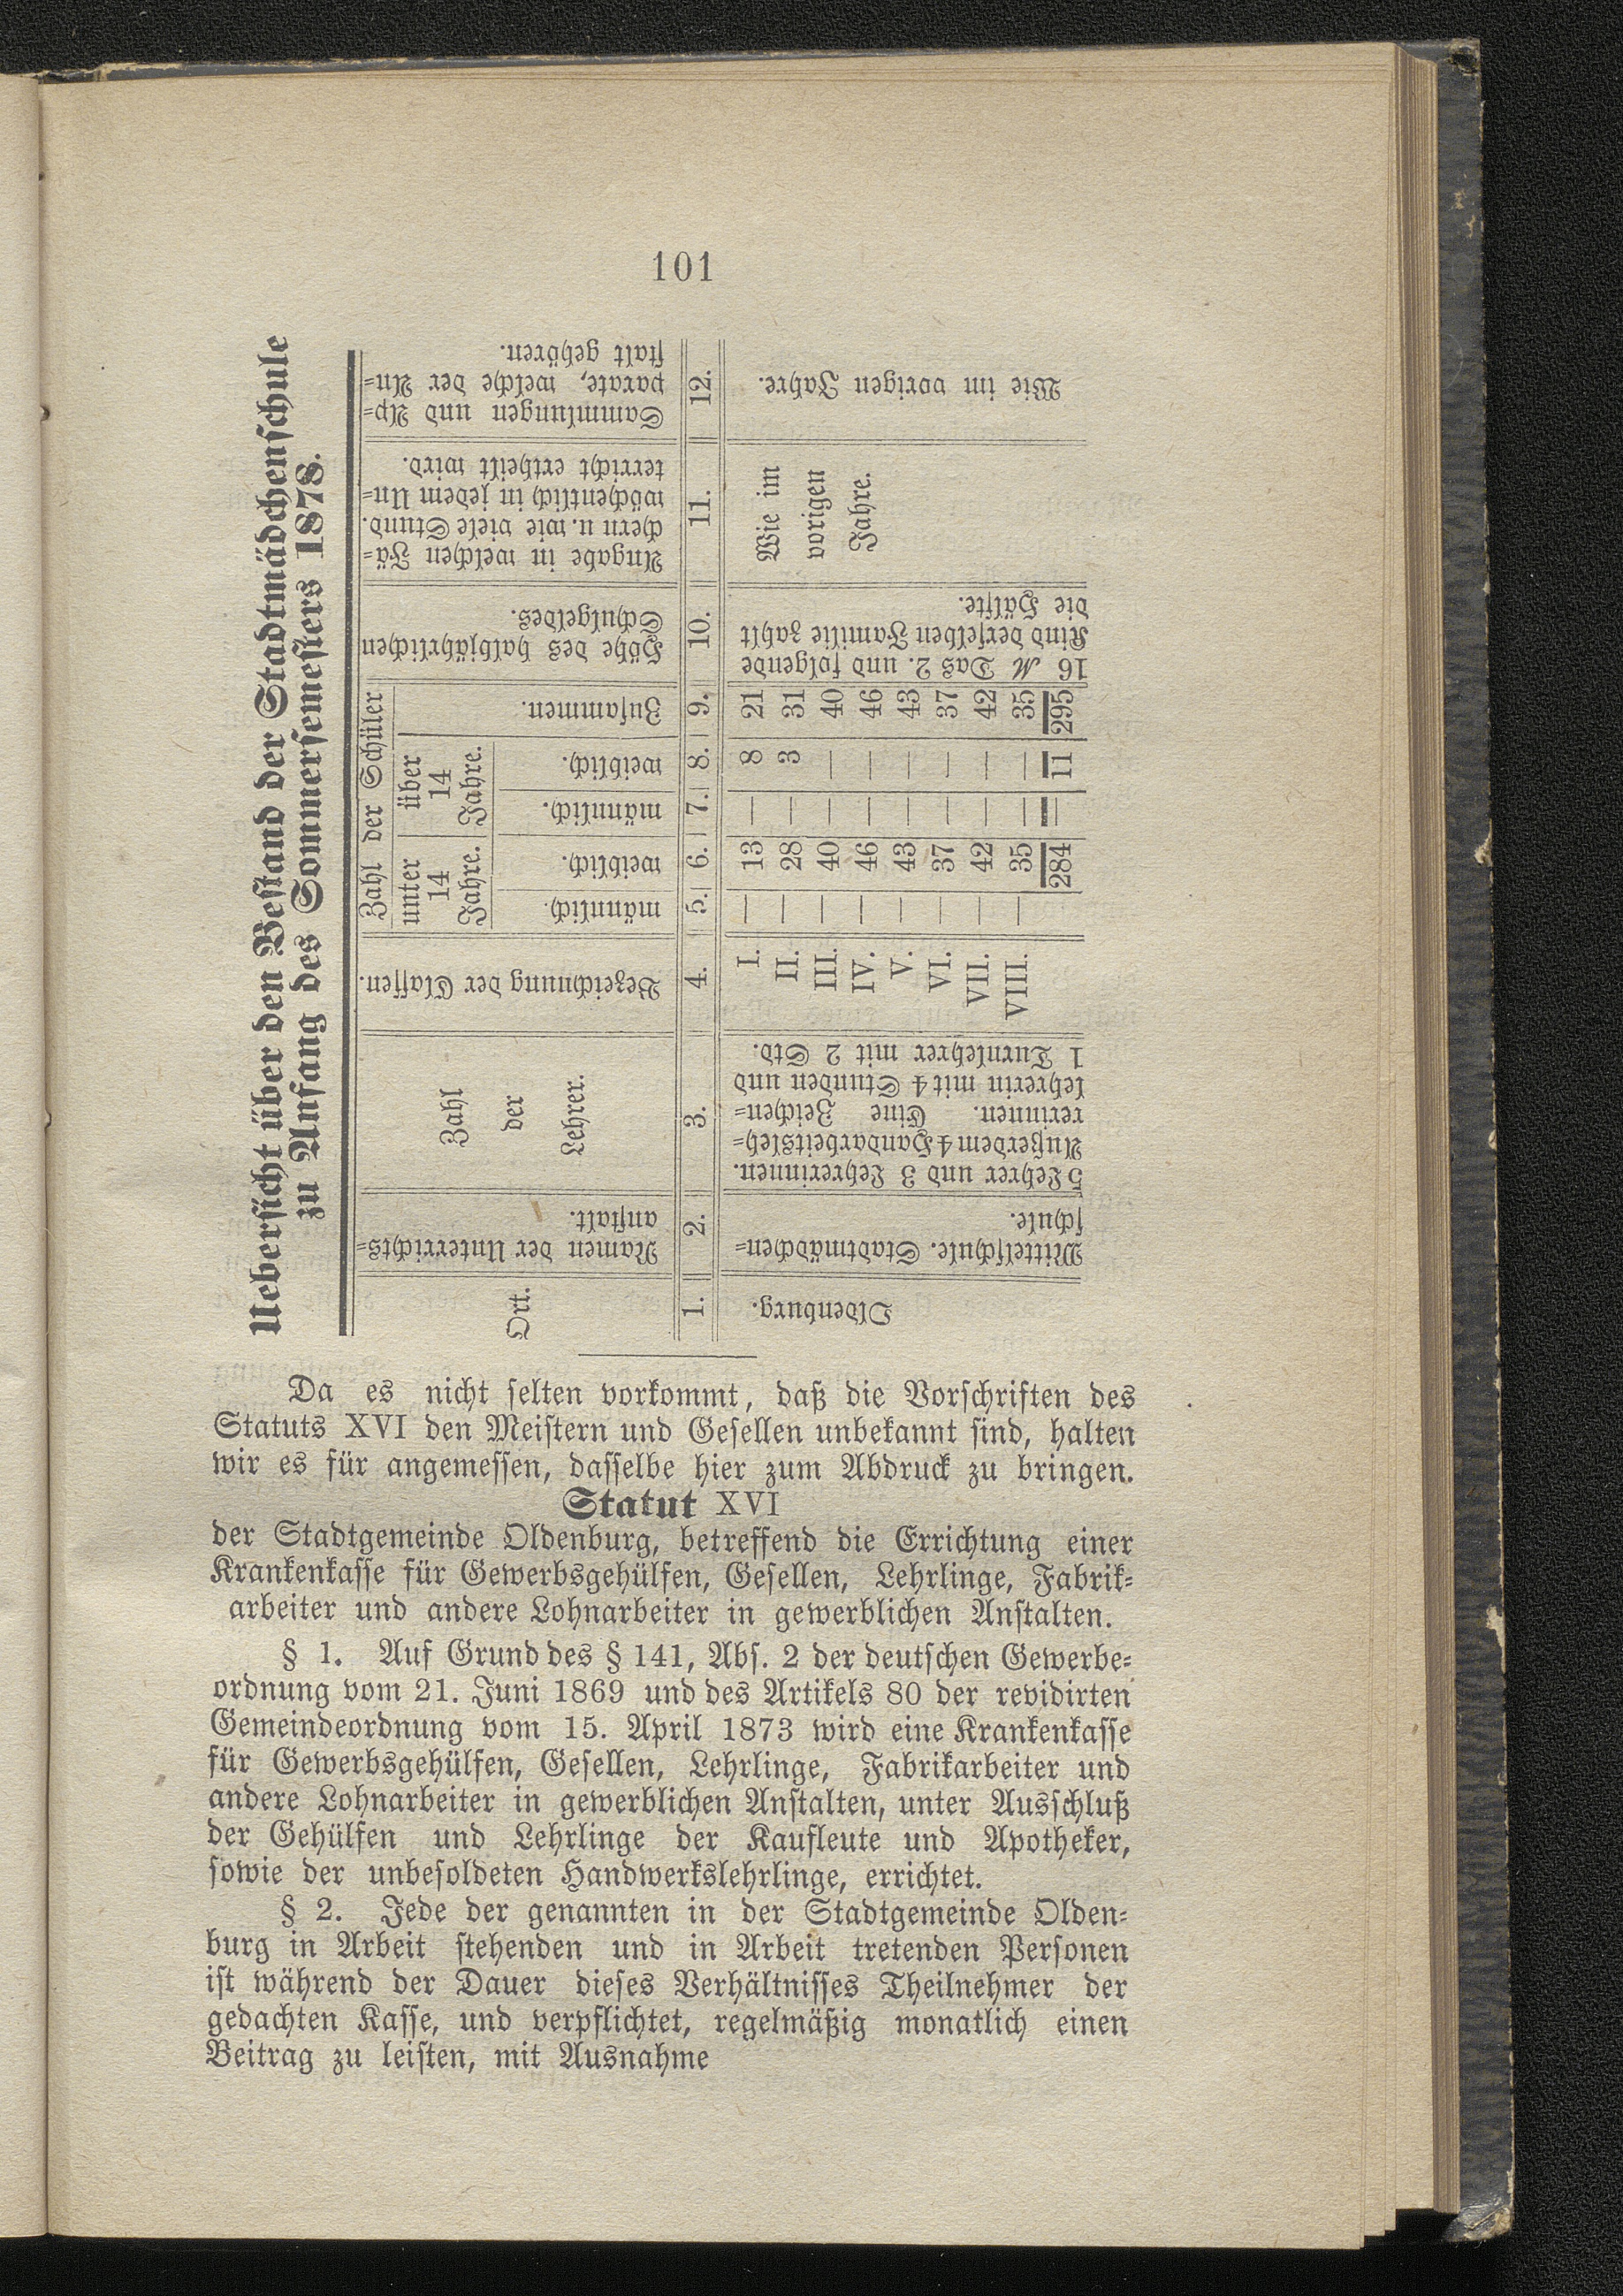 101
Uebersicht über den Bestand der Stadtmädchenschule
zu Anfang des Sommersemesters 1878.
Ort.
1.
Oldenburg.
Namen der Unterrichts-
anstalt.
2.
Mittelschule. Stadtmädchen-
schule.
Zahl
der
Lehrer.
3.
5 Lehrer und 3 Lehrerinnen.
Außerdem 4 Handarbeitsleh-
rerinnen. Eine Zeichen-
lehrerin mit 4 Stunden und
1 Turnlehrer mit 2 Std.
Bezeichnung der Classen.
4.
I.
II.
III.
IV.
V.
VI.
VII.
VIII.
Zahl der Schüler
unter
14
Jahre.
männlich.
5.
—
—
—
—
—
—
—
—
weiblich.
6.
13
28
40
46
43
37
42
35
284
über
14
Jahre.
männlich.
7.
—
—
—
—
—
—
—
—
—
weiblich.
8.
8
3
—
—
—
—
—
—
11
Zusammen.
9.
21
31
40
46
43
37
42
35
295
Höhe des halbjährlichen
Schulgeldes.
10.
16 M Das 2. und folgende
Kind derselben Familie zahlt
die Hälfte.
Angabe in welchen Fä-
chern u. wie viele Stund.
wöchentlich in jedem Un-
terricht ertheilt wird.
11.
Wie im
vorigen
Jahre.
Sammlungen und Ap-
parate, welche der An-
stalt gehören.
12.
Wie im vorigen Jahre.
Da es nicht selten vorkommt, daß die Vorschriften des
Statuts XVI den Meistern und Gesellen unbekannt sind, halten
wir es für angemessen, dasselbe hier zum Abdruck zu bringen.
Statut XVI
der Stadtgemeinde Oldenburg, betreffend die Errichtung einer
Krankenkasse für Gewerbsgehülfen, Gesellen, Lehrlinge, Fabrik-
arbeiter und andere Lohnarbeiter in gewerblichen Anstalten.
§ 1. Auf Grund des § 141, Abs. 2 der deutschen Gewerbe-
ordnung vom 21. Juni 1869 und des Artikels 80 der revidirten
Gemeindeordnung vom 15. April 1873 wird eine Krankenkasse
für Gewerbsgehülfen, Gesellen, Lehrlinge, Fabrikarbeiter und
andere Lohnarbeiter in gewerblichen Anstalten, unter Ausschluß
der Gehülfen und Lehrlinge der Kaufleute und Apotheker,
sowie der unbesoldeten Handwerkslehrlinge, errichtet.
§ 2. Jede der genannten in der Stadtgemeinde Olden-
burg in Arbeit stehenden und in Arbeit tretenden Personen
ist während der Dauer dieses Verhältnisses Theilnehmer der
gedachten Kasse, und verpflichtet, regelmäßig monatlich einen
Beitrag zu leisten, mit Ausnahme